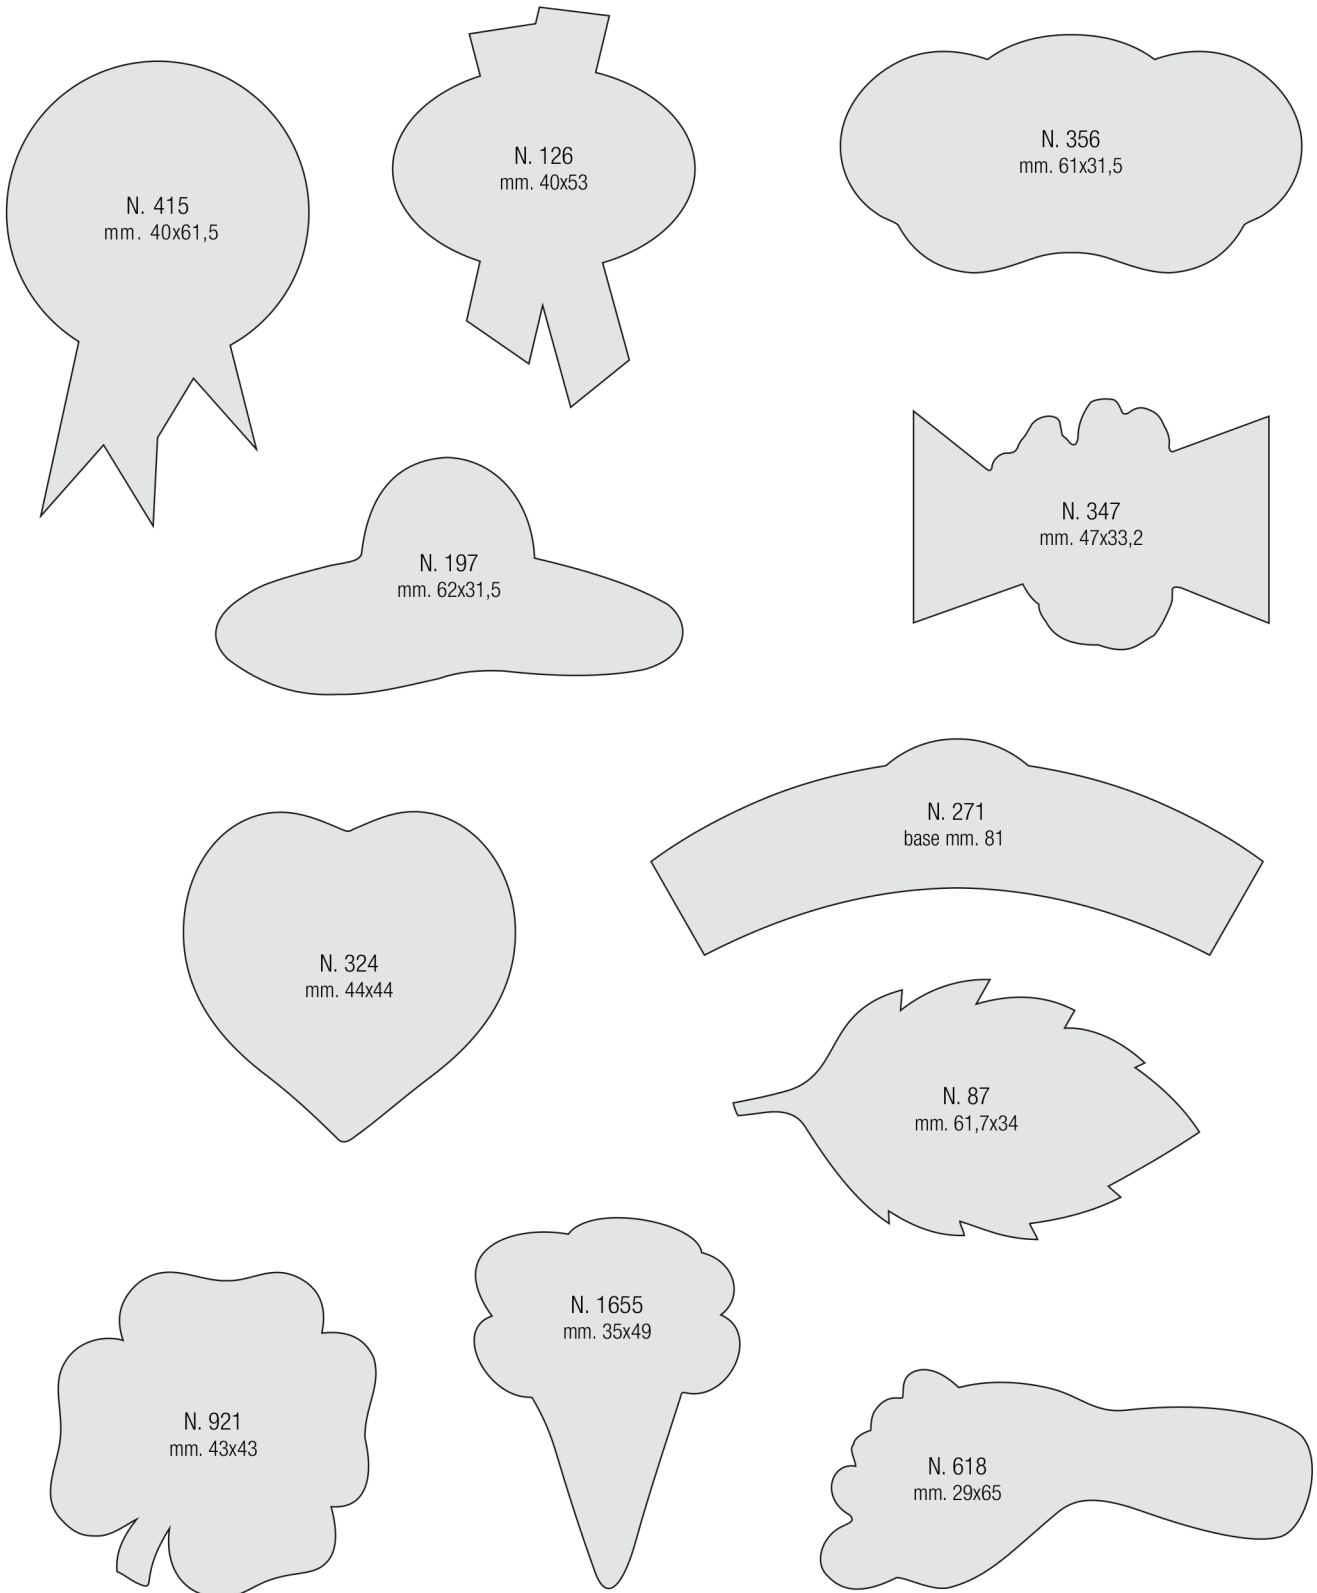 N. 415
mm. 40x61,5
N. 126
mm. 40x53
N. 356
mm. 61x31,5
N. 197
mm. 62x31,5
N. 347
mm. 47x33,2
N. 271
base mm. 81
N. 324
mm. 44x44
N. 87
mm. 61,7x34
N. 921
mm. 43x43
N. 1655
mm. 35x49
N. 618
mm. 29x65